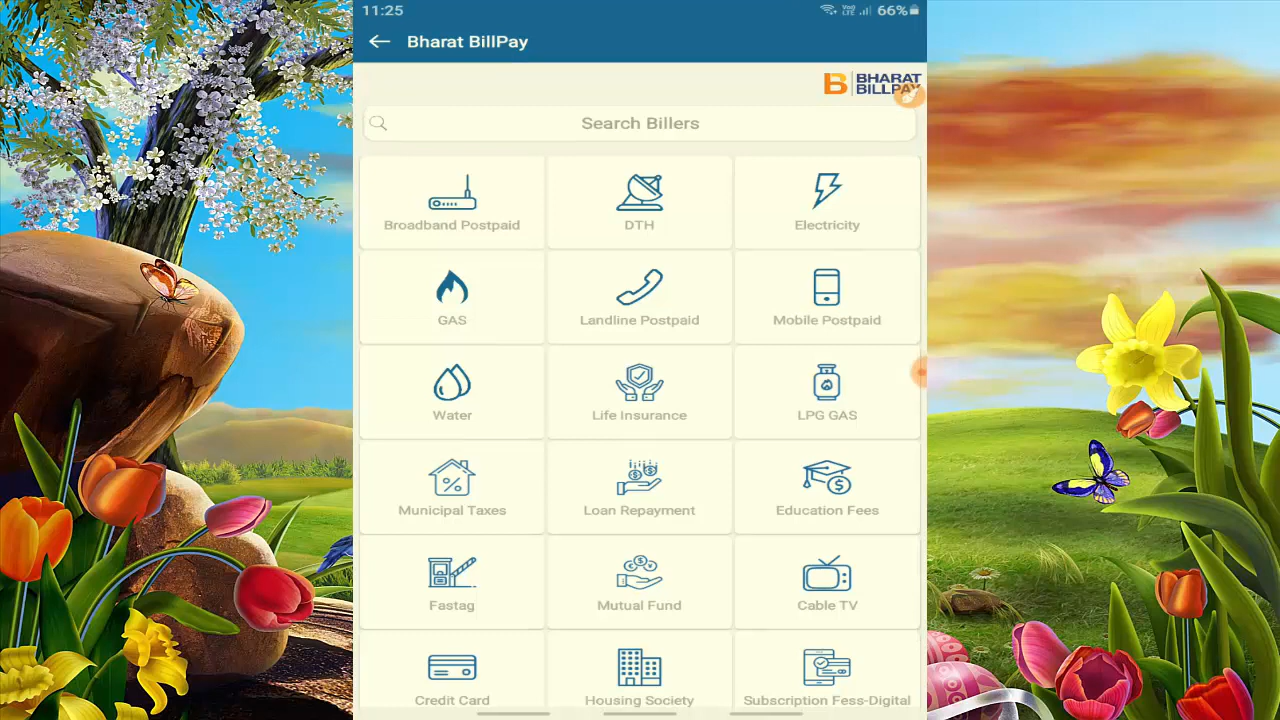 11:25
66%
Bharat BillPay
BHARAT
BILLPAY
Search Billers
Broadband Postpaid
DTH
Electricity
GAS
Landline Postpaid
Mobile Postpaid
Water
Life Insurance
LPG GAS
Municipal Taxes
Loan Repayment
Education Fees
Fastag
Mutual Fund
Cable TV
Credit Card
Housing Society
Subscription Fess-Digital